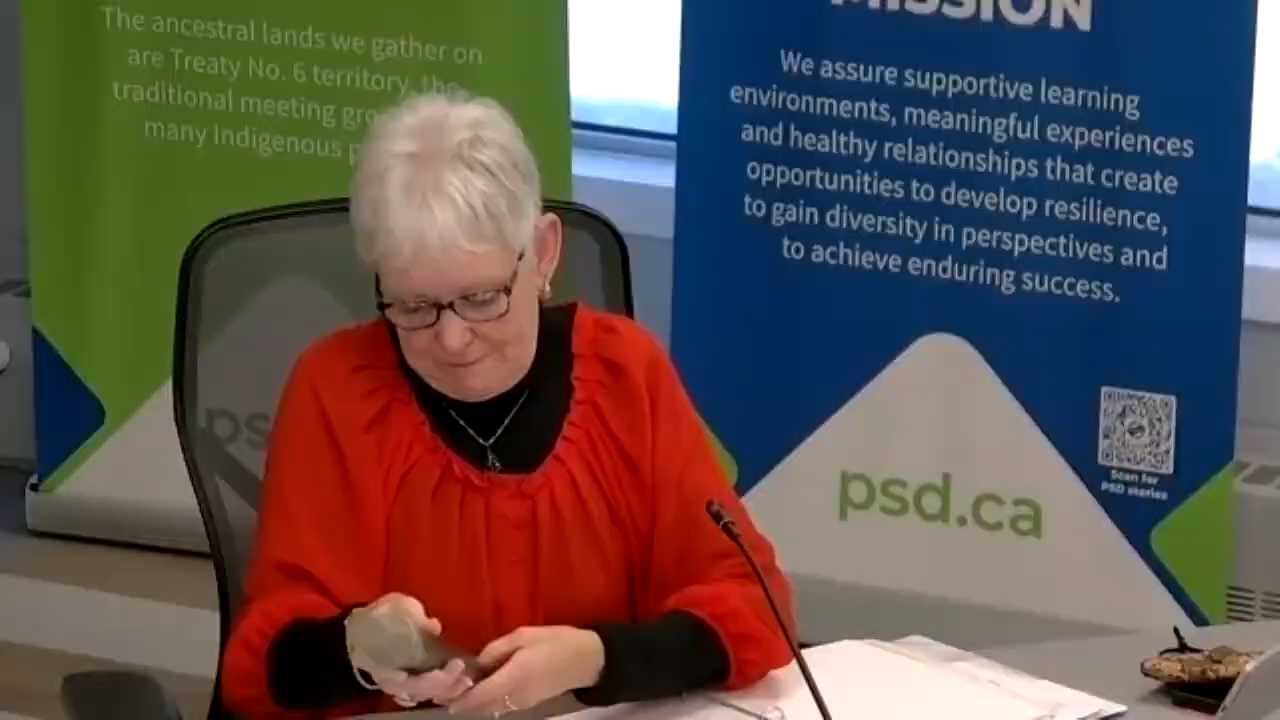 The ancestral lands we gather on
are Treaty No. 6 territory, the
traditional meeting
many Indigenous
psd
MISSION
We assure supportive learning
environments, meaningful experiences
and healthy relationships that create
opportunities to develop resilience,
to gain diversity in perspectives and
to achieve enduring success.
Scan for
PSD stories
psd.ca